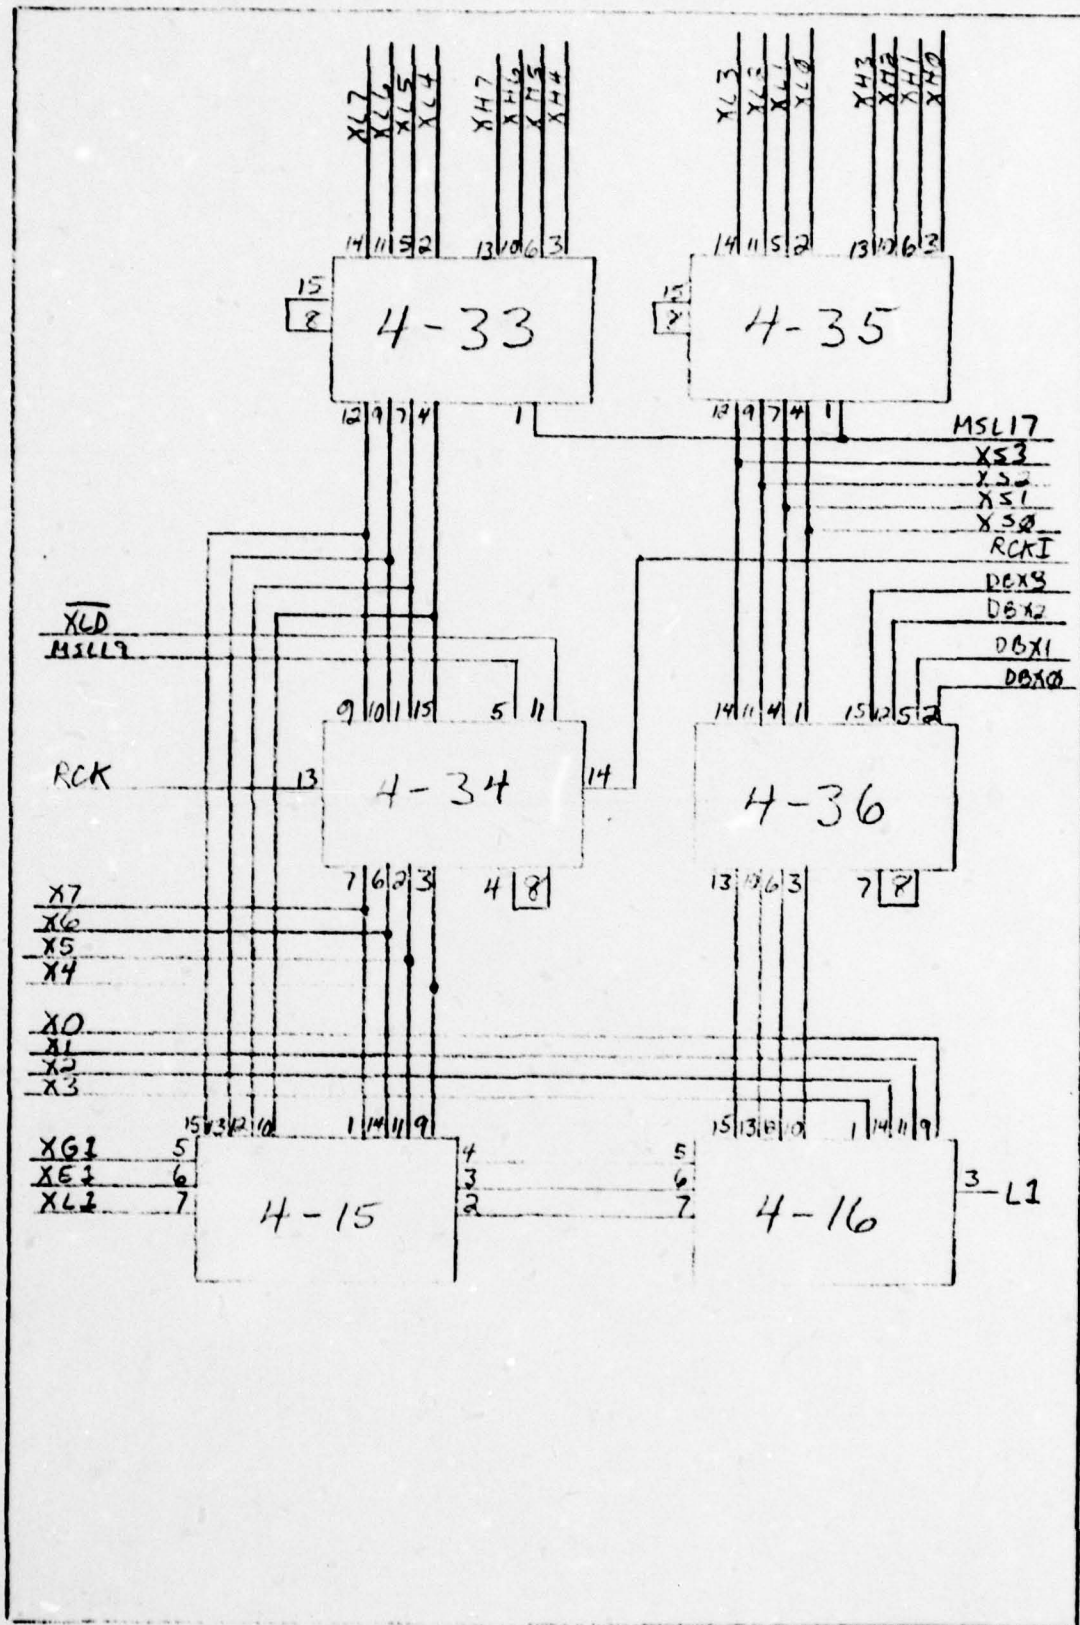 XL7 XL6 XL5 XL4 XH7 XH6 XH5 XH4 XL3 XL2 XL1 XLØ XH3 XH2 XH1 XHØ
14 11 5 2 13 10 6 3 14 11 5 2 13 10 6 3
15 15
8 4-33 8 4-35
12 9 7 4 1 12 9 7 4 1
MSL17
XS3
XS2
XS1
XSØ
RCKI
DBX3
XLD DBX2
MSL19 DBX1
DBXØ
9 10 1 15 5 11 14 11 4 1 15 12 5 2
RCK 13 4-34 14 4-36
7 6 2 3 4 8 13 10 6 3 7 8
X7
X6
X5
X4
X0
X1
X2
X3
15 13 12 10 1 14 11 9 15 13 10 1 14 11 9
XGI 5 4 5
XEI 6 3 6 3 L1
XLI 7 2 7
4-15 4-16